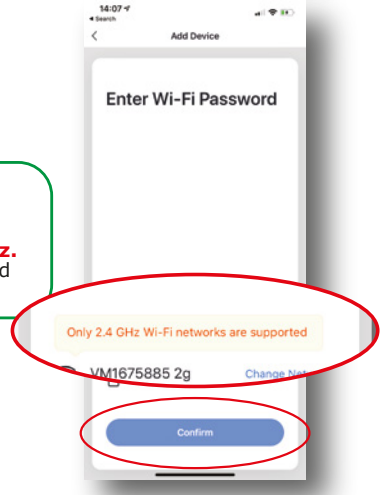 14:07
Search
Add Device
Enter Wi-Fi Password
z.
d
Only 2.4 GHz Wi-Fi networks are supported
VM1675885 2g
Change Net
Confirm